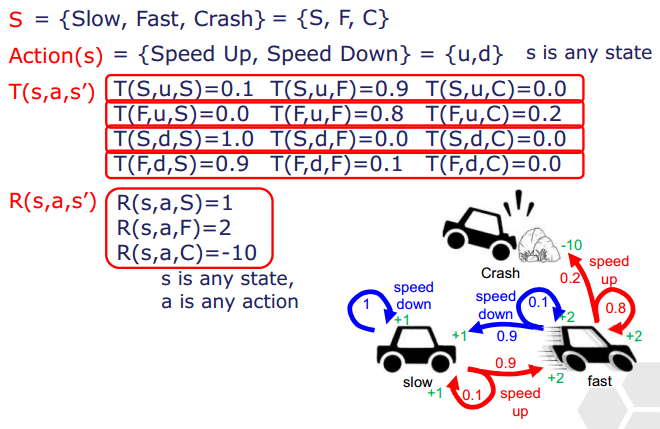 S = {Slow, Fast, Crash} = {S, F, C}
Action(s) = {Speed Up, Speed Down} = {u,d} s is any state
T(s,a,s’) T(S,u,S)=0.1 T(S,u,F)=0.9 T(S,u,C)=0.0
T(F,u,S)=0.0 T(F,u,F)=0.8 T(F,u,C)=0.2
T(S,d,S)=1.0 T(S,d,F)=0.0 T(S,d,C)=0.0
T(F,d,S)=0.9 T(F,d,F)=0.1 T(F,d,C)=0.0
R(s,a,s’) R(s,a,S)=1
R(s,a,F)=2
R(s,a,C)=-10
s is any state,
a is any action
-10
Crash
0.2
speed
up
0.8
+2
speed
down
1
+1
speed
down
0.1
+2
+1
0.9
0.9
+2
fast
slow
+1
0.1
speed
up